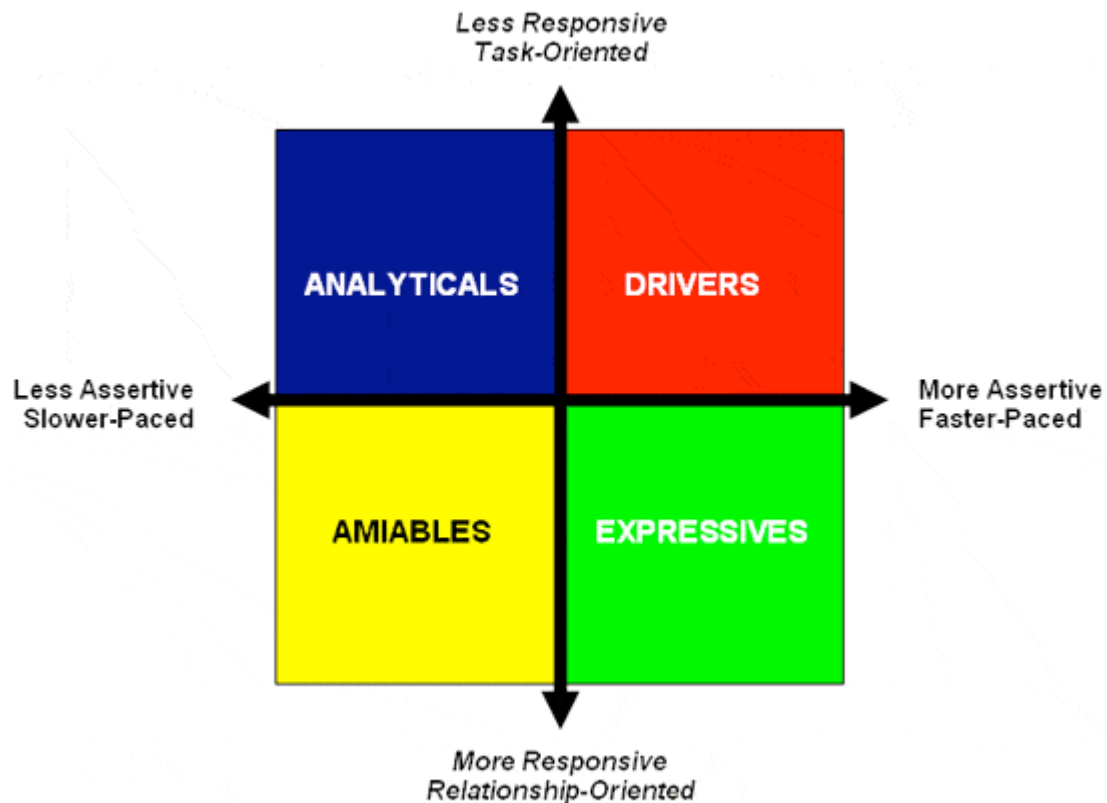 Less Responsive
Task-Oriented
ANALYTICALS
DRIVERS
Less Assertive
Slower-Paced
More Assertive
Faster-Paced
AMIABLES
EXPRESSIVES
More Responsive
Relationship-Oriented